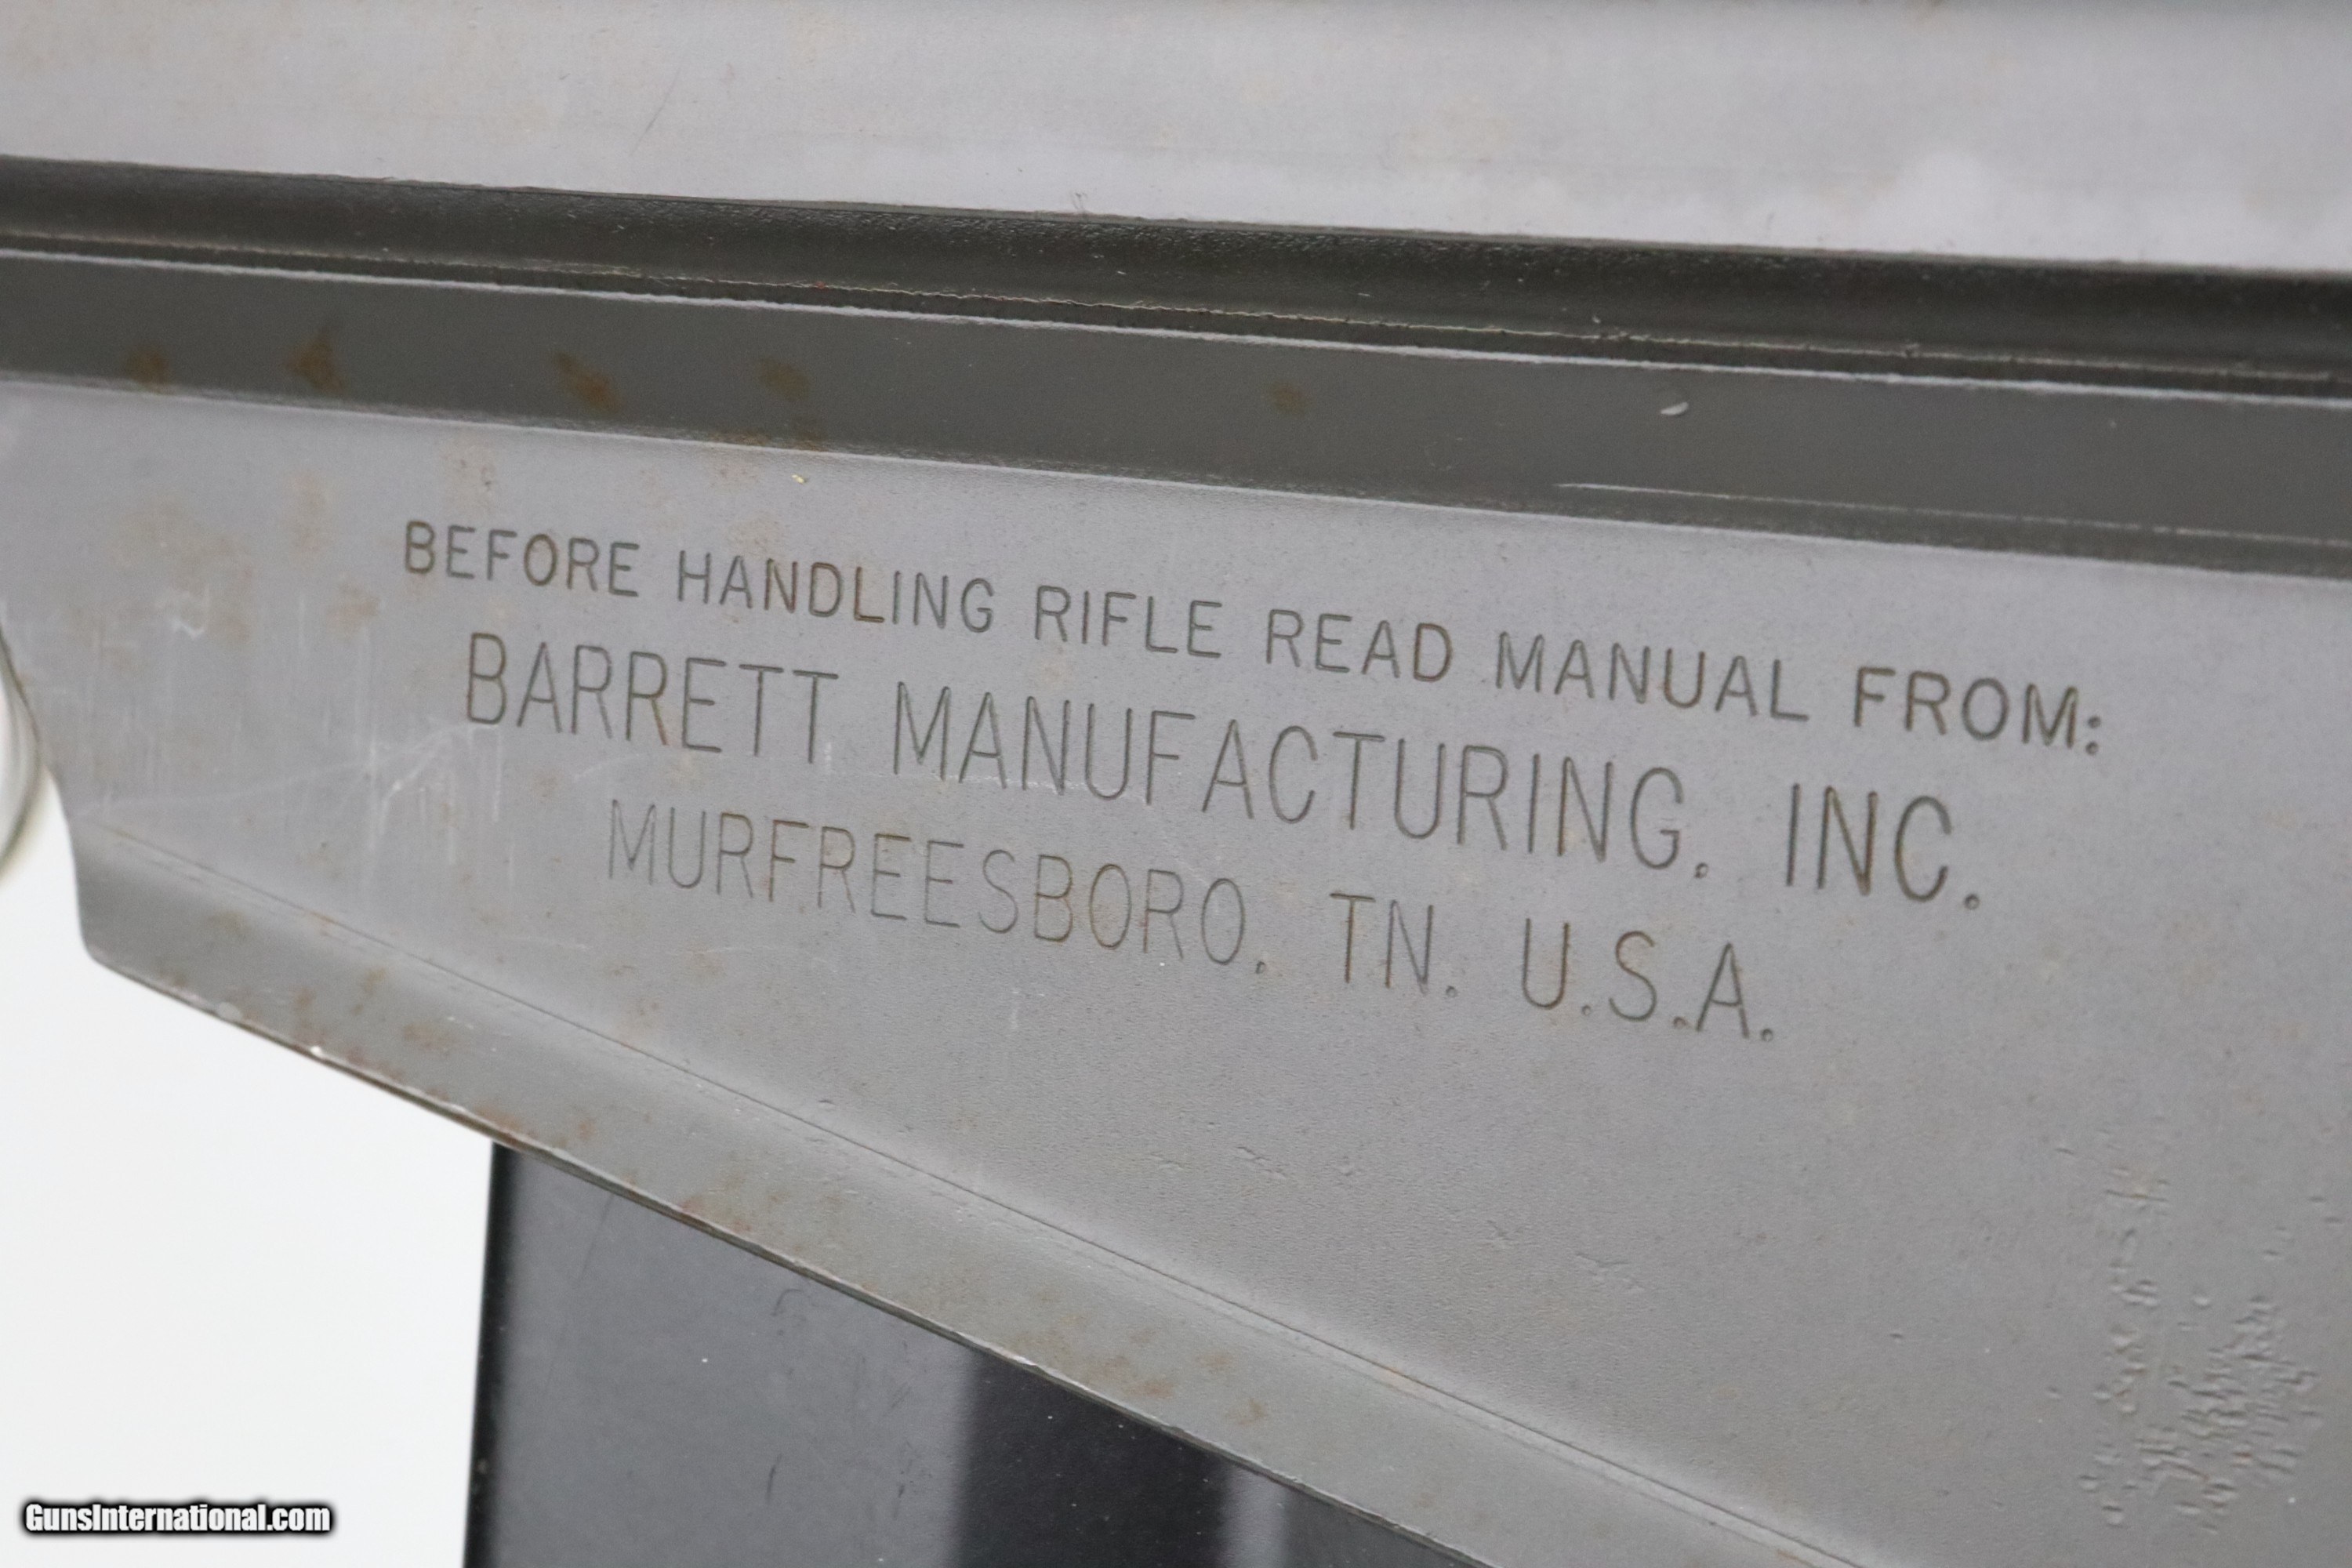 BEFORE HANDLING RIFLE READ MANUAL FROM:
BARRETT MANUFACTURING, INC.
MURFREESBORO, TN. U.S.A.
GunsInternational.com